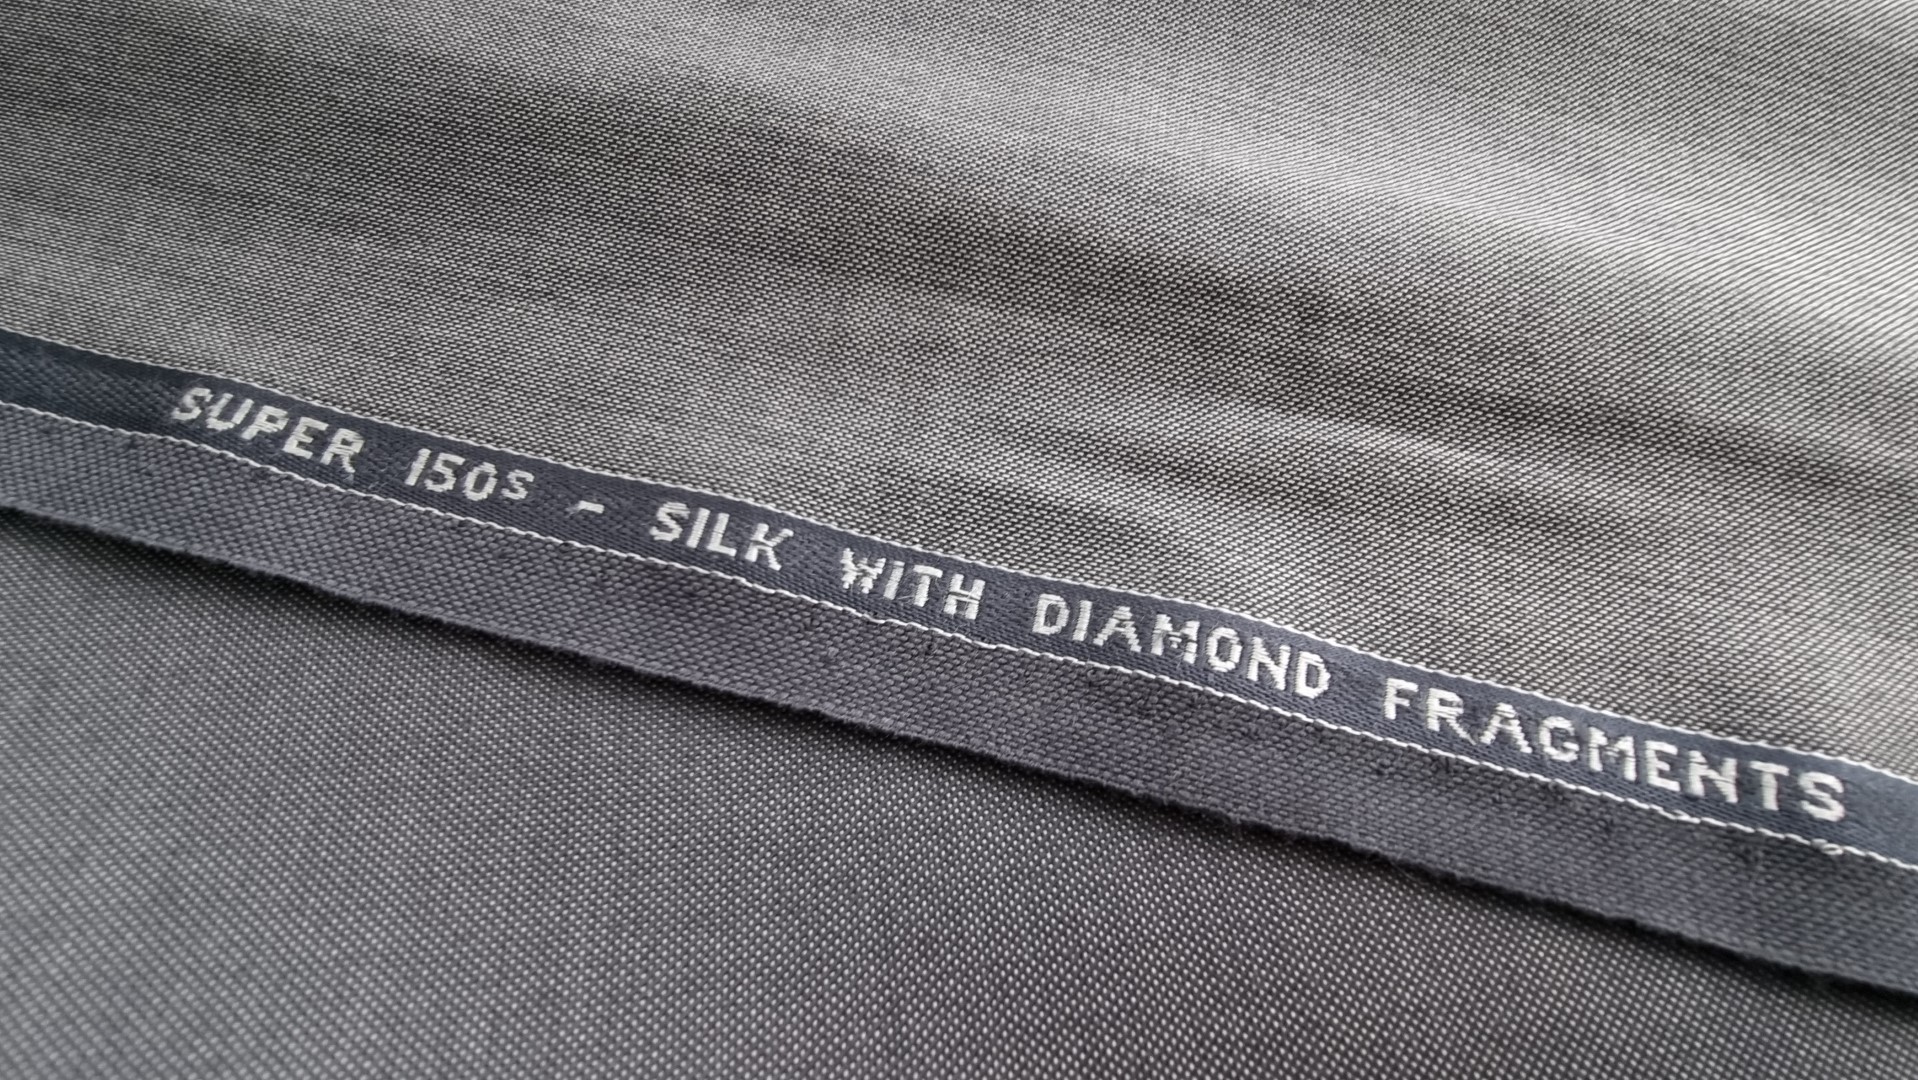 SUPER 150s - SILK WITH DIAMOND FRAGMENTS